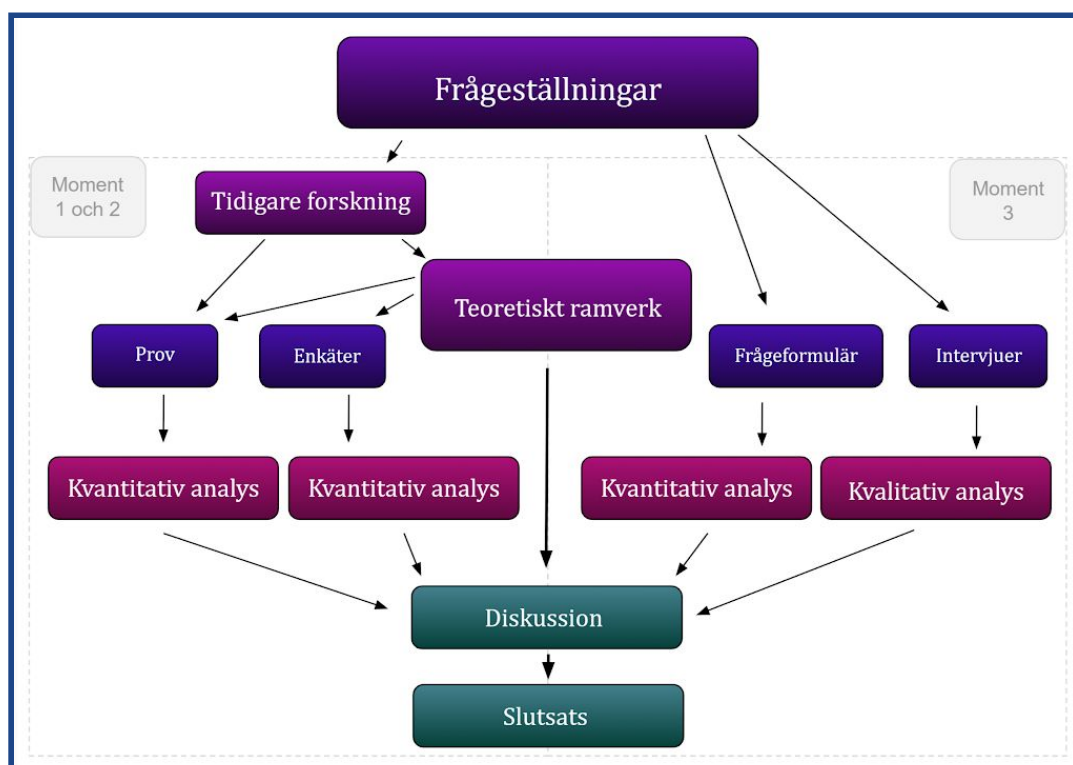 Frågeställningar
Moment
1 och 2
Moment
3
Tidigare forskning
Teoretiskt ramverk
Prov
Enkäter
Frågeformulär
Intervjuer
Kvantitativ analys
Kvantitativ analys
Kvantitativ analys
Kvalitativ analys
Diskussion
Slutsats